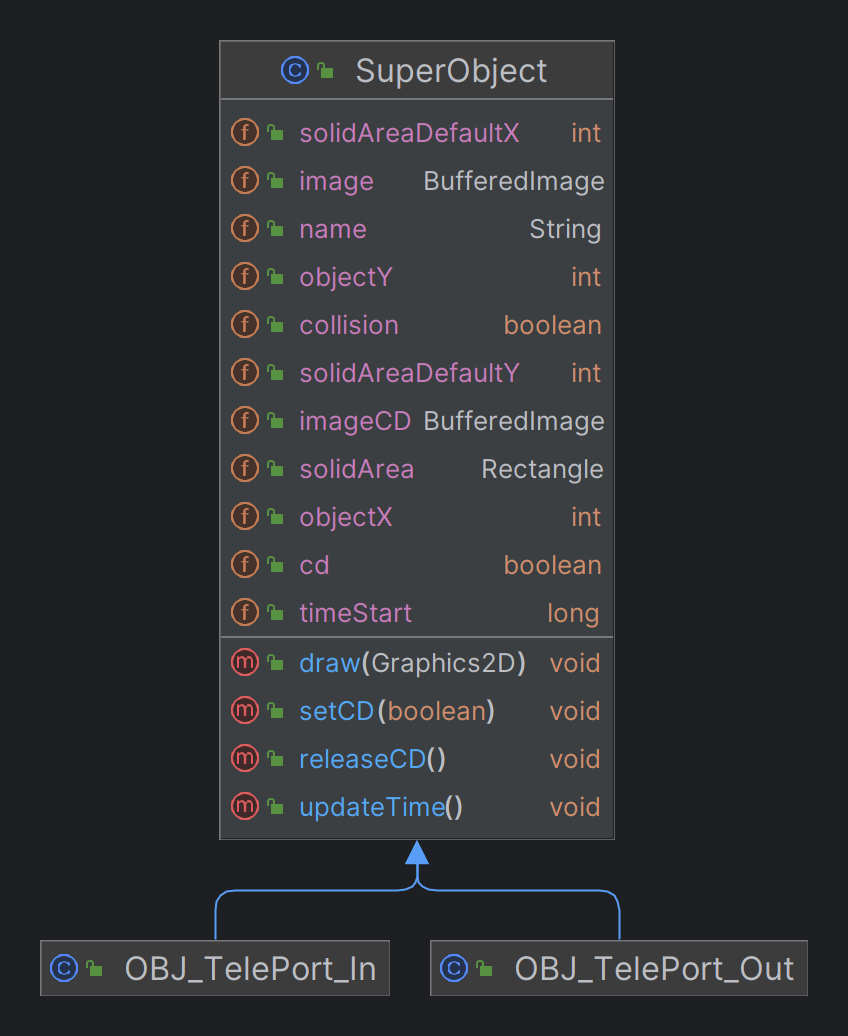 C SuperObject
f solidAreaDefaultX int
f image BufferedImage
f name String
f objectY int
f collision boolean
f solidAreaDefaultY int
f imageCD BufferedImage
f solidArea Rectangle
f objectX int
f cd boolean
f timeStart long
m draw(Graphics2D) void
m setCD(boolean) void
m releaseCD() void
m updateTime() void
C OBJ_TelePort_In
C OBJ_TelePort_Out